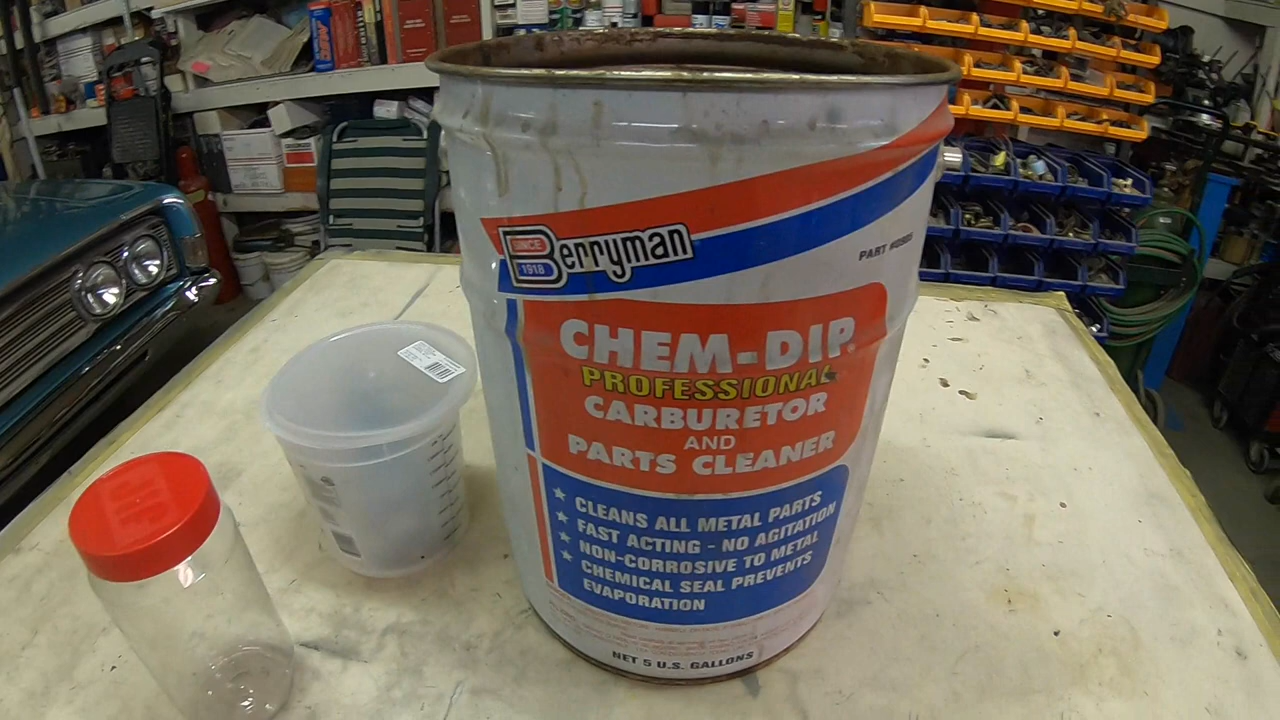 SINCE
1918
Berryman
PART
CHEM-DIP®
PROFESSIONAL
CARBURETOR
AND
PARTS CLEANER
★ CLEANS ALL METAL PARTS
★ FAST ACTING - NO AGITATION
★ NON-CORROSIVE TO METAL
★ CHEMICAL SEAL PREVENTS
EVAPORATION
NET 5 U.S. GALLONS